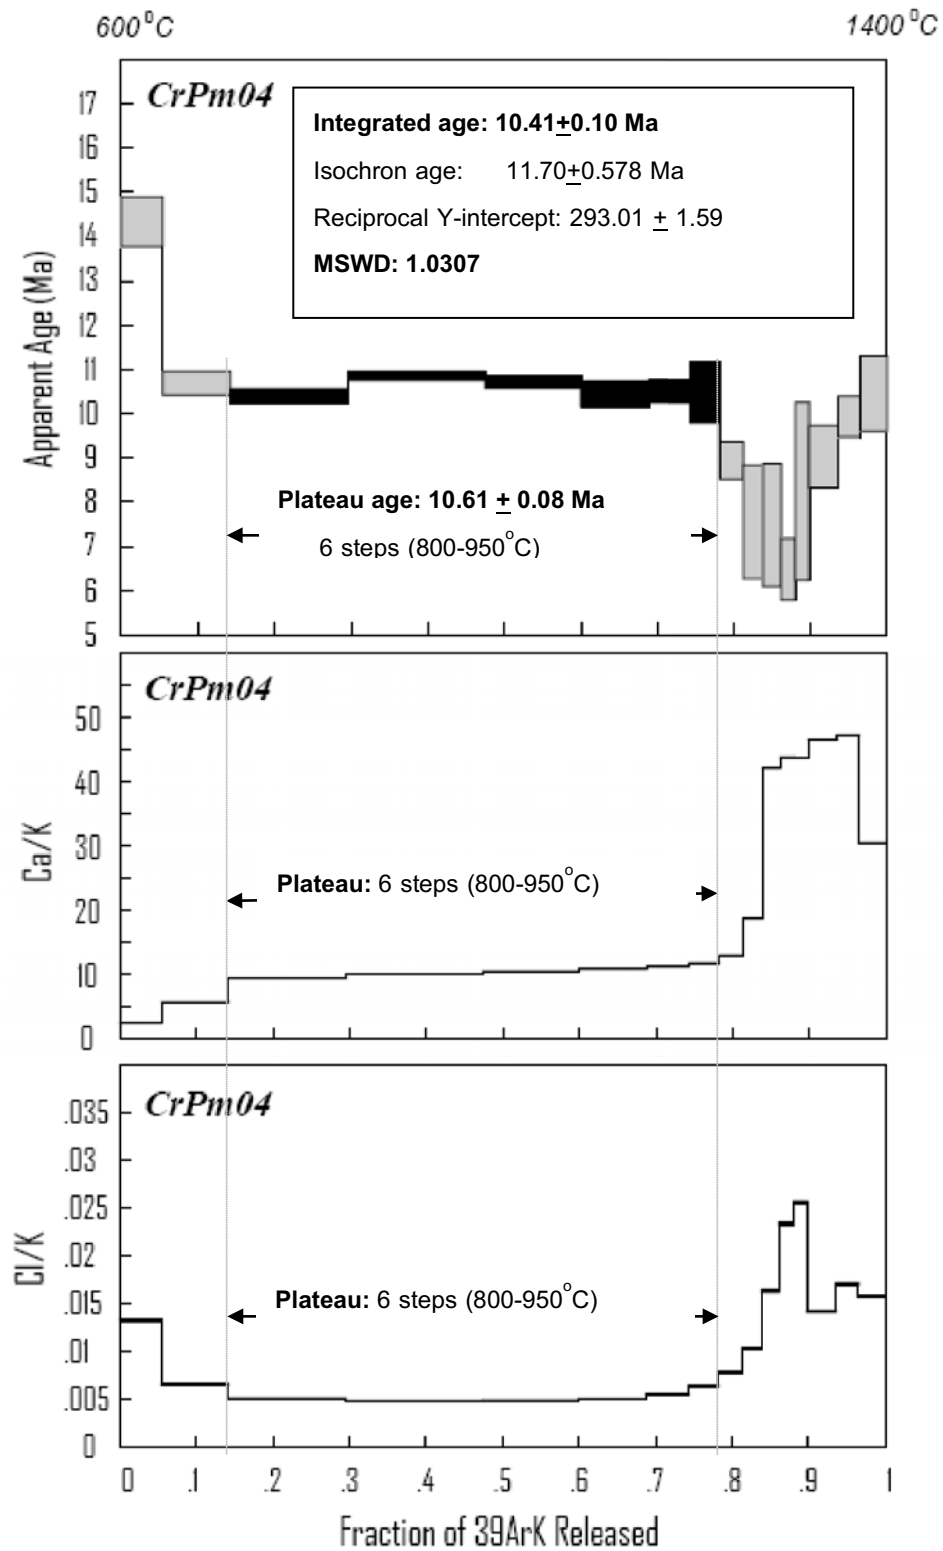 600°C 1400°C
CrPm04
Integrated age: 10.41±0.10 Ma
Isochron age: 11.70±0.578 Ma
Reciprocal Y-intercept: 293.01 ± 1.59
MSWD: 1.0307
17
16
15
14
13
12
11
10
9
8
7
6
5
Apparent Age (Ma)
Plateau age: 10.61 ± 0.08 Ma
6 steps (800-950°C)
CrPm04
50
40
30
20
10
0
Ca/K
Plateau: 6 steps (800-950°C)
CrPm04
.035
.03
.025
.02
.015
.01
.005
0
Cl/K
Plateau: 6 steps (800-950°C)
0 .1 .2 .3 .4 .5 .6 .7 .8 .9 1
Fraction of 39ArK Released